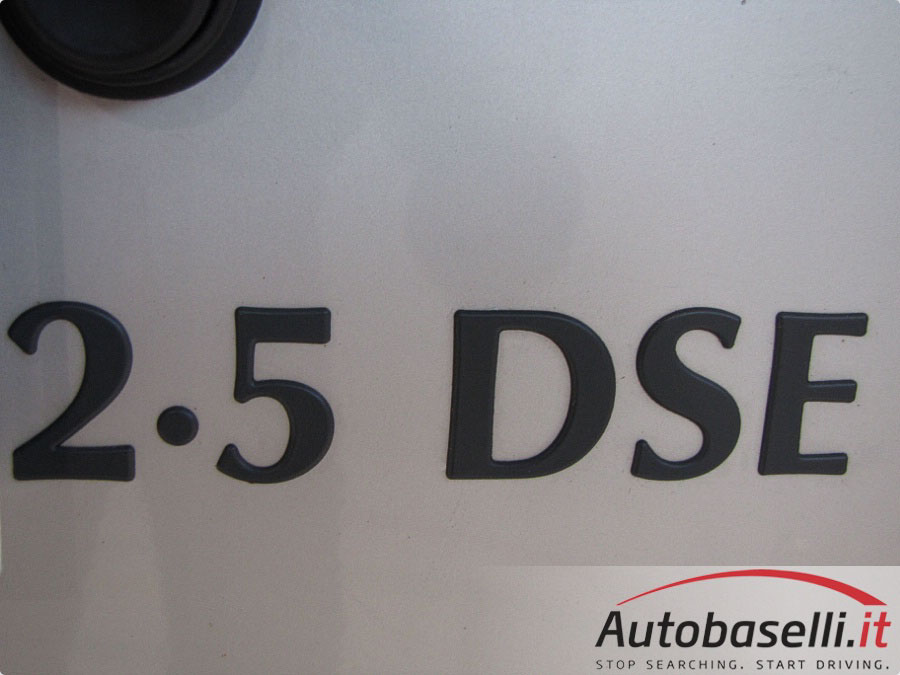 2.5 DSE
Autobaselli.it
STOP SEARCHING. START DRIVING.